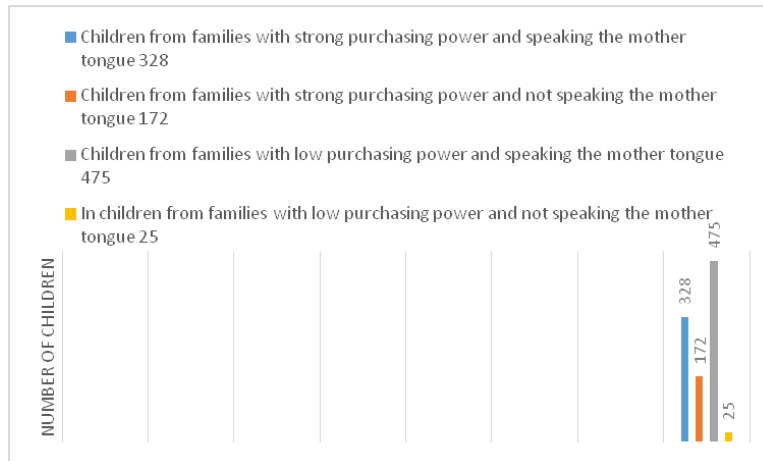 Children from families with strong purchasing power and speaking the mother
tongue 328
Children from families with strong purchasing power and not speaking the mother
tongue 172
Children from families with low purchasing power and speaking the mother tongue
475
In children from families with low purchasing power and not speaking the mother
tongue 25
NUMBER OF CHILDREN
328
172
475
25